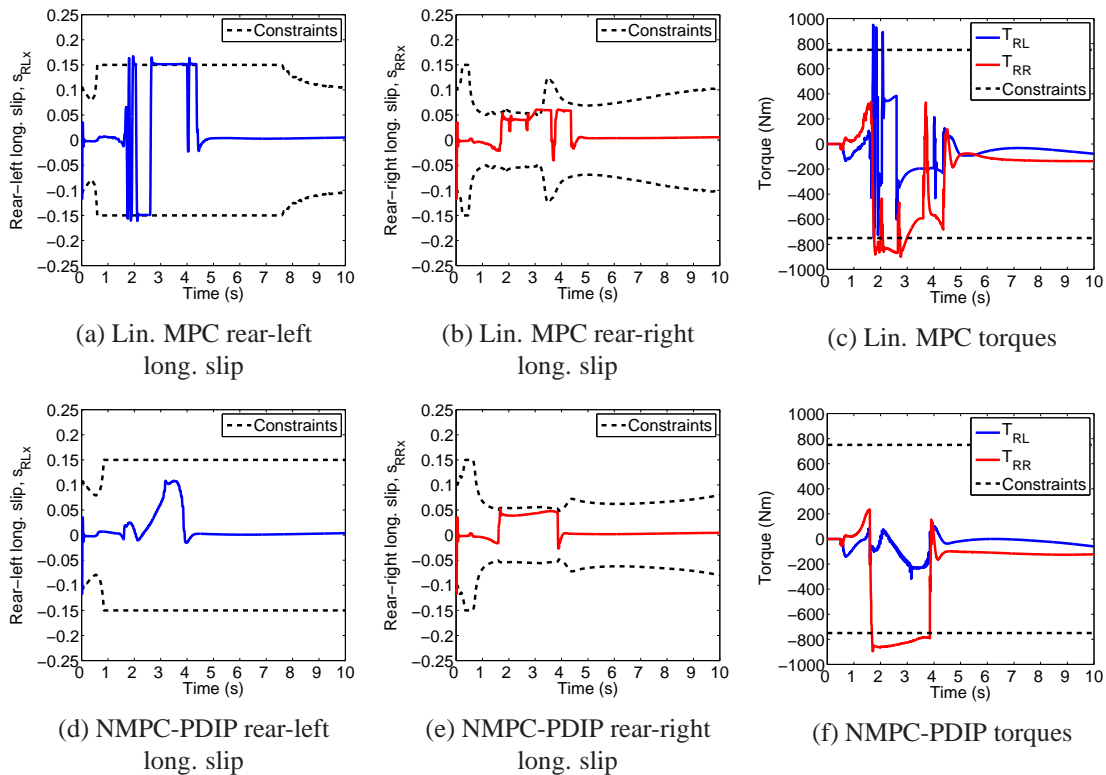 0.25
0.2
0.15
0.1
0.05
0
−0.05
−0.1
−0.15
−0.2
−0.25
Rear−left long. slip, s_RLx
Constraints
0 1 2 3 4 5 6 7 8 9 10
Time (s)
(a) Lin. MPC rear-left
long. slip
0.25
0.2
0.15
0.1
0.05
0
−0.05
−0.1
−0.15
−0.2
−0.25
Rear−right long. slip, s_RRx
Constraints
0 1 2 3 4 5 6 7 8 9 10
Time (s)
(b) Lin. MPC rear-right
long. slip
1000
800
600
400
200
0
−200
−400
−600
−800
−1000
Torque (Nm)
T_RL
T_RR
Constraints
0 1 2 3 4 5 6 7 8 9 10
Time (s)
(c) Lin. MPC torques
0.25
0.2
0.15
0.1
0.05
0
−0.05
−0.1
−0.15
−0.2
−0.25
Rear−left long. slip, s_RLx
Constraints
0 1 2 3 4 5 6 7 8 9 10
Time (s)
(d) NMPC-PDIP rear-left
long. slip
0.25
0.2
0.15
0.1
0.05
0
−0.05
−0.1
−0.15
−0.2
−0.25
Rear−right long. slip, s_RRx
Constraints
0 1 2 3 4 5 6 7 8 9 10
Time (s)
(e) NMPC-PDIP rear-right
long. slip
1000
800
600
400
200
0
−200
−400
−600
−800
−1000
Torque (Nm)
T_RL
T_RR
Constraints
0 1 2 3 4 5 6 7 8 9 10
Time (s)
(f) NMPC-PDIP torques